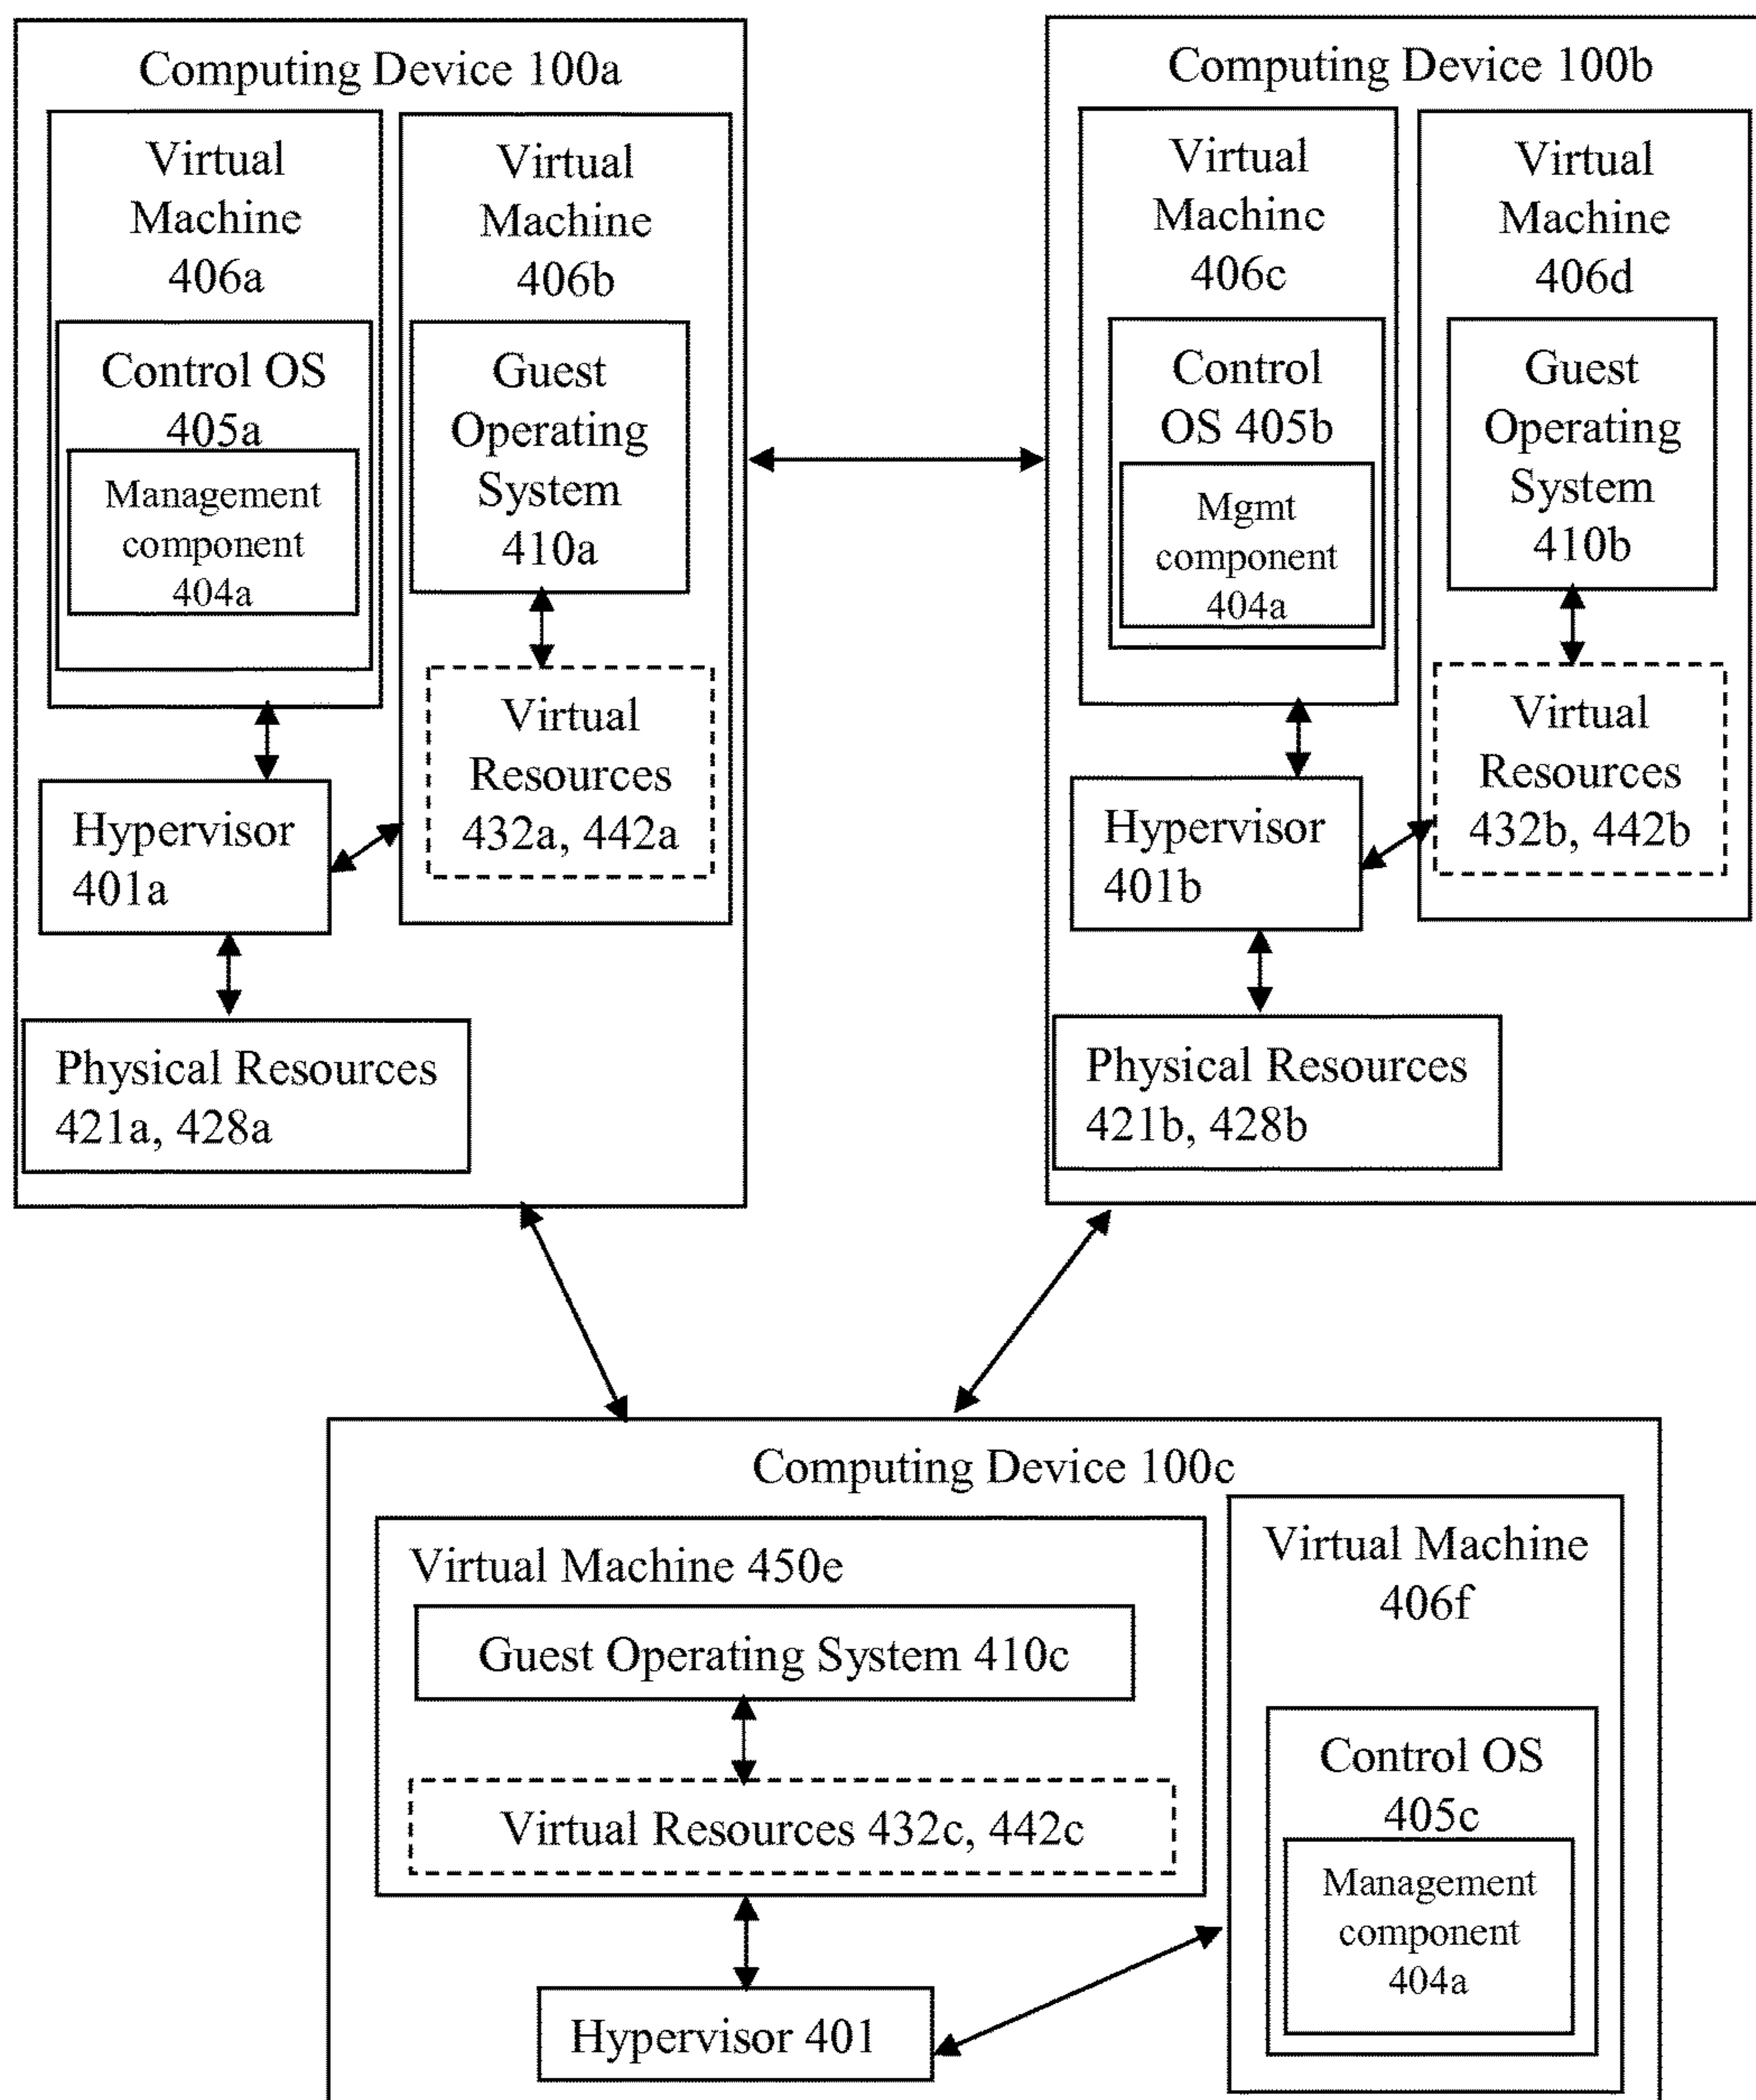 Computing Device 100a
Virtual
Machine
406a
Control OS
405a
Management
component
404a
Virtual
Machine
406b
Guest
Operating
System
410a
Virtual
Resources
432a, 442a
Hypervisor
401a
Physical Resources
421a, 428a
Computing Device 100b
Virtual
Machine
406c
Control
OS 405b
Mgmt
component
404a
Virtual
Machine
406d
Guest
Operating
System
410b
Virtual
Resources
432b, 442b
Hypervisor
401b
Physical Resources
421b, 428b
Computing Device 100c
Virtual Machine 450e
Guest Operating System 410c
Virtual Resources 432c, 442c
Hypervisor 401
Virtual Machine
406f
Control OS
405c
Management
component
404a